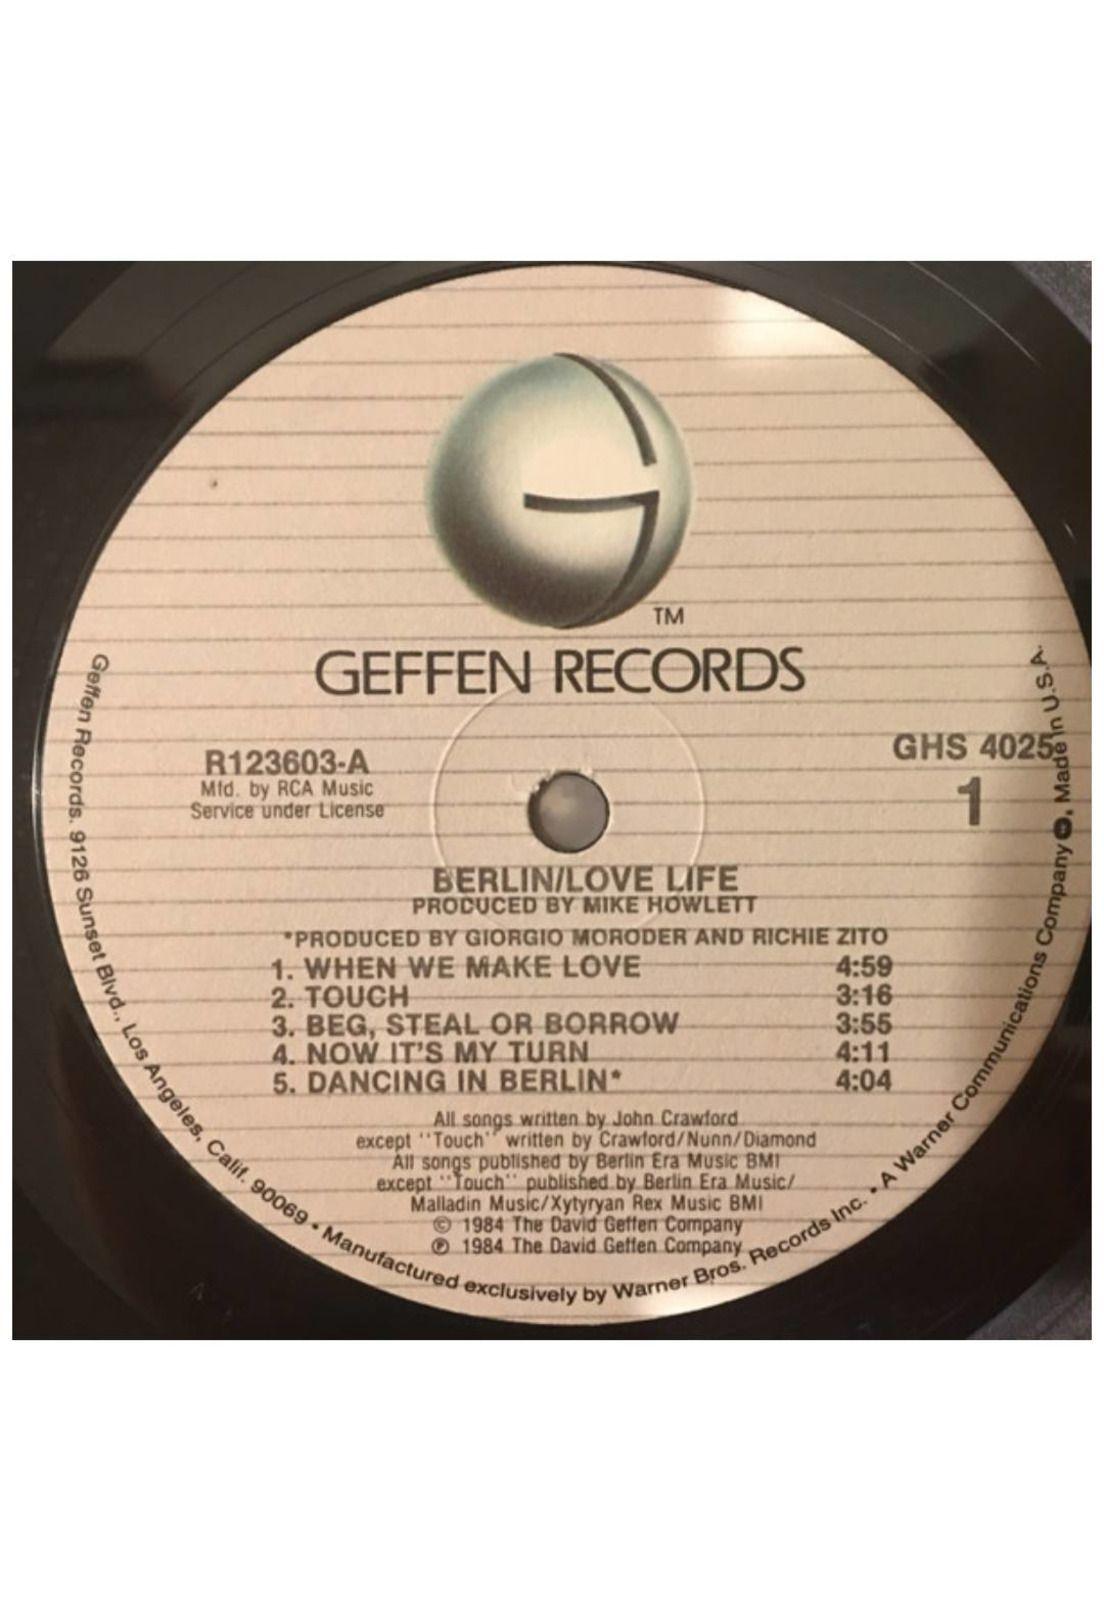 TM
GEFFEN RECORDS
R123603-A
Mfd. by RCA Music
Service under License
GHS 4025
1
BERLIN/LOVE LIFE
PRODUCED BY MIKE HOWLETT
*PRODUCED BY GIORGIO MORODER AND RICHIE ZITO
1. WHEN WE MAKE LOVE 4:59
2. TOUCH 3:16
3. BEG, STEAL OR BORROW 3:55
4. NOW IT'S MY TURN 4:11
5. DANCING IN BERLIN* 4:04
All songs written by John Crawford
except "Touch" written by Crawford/Nunn/Diamond
All songs published by Berlin Era Music BMI
except "Touch" published by Berlin Era Music/
Malladin Music/Xytyryan Rex Music BMI
© 1984 The David Geffen Company
℗ 1984 The David Geffen Company
Geffen Records. 9126 Sunset Blvd., Los Angeles, Calif. 90069 • Manufactured exclusively by Warner Bros. Records Inc. • A Warner Communications Company, Made in U.S.A.